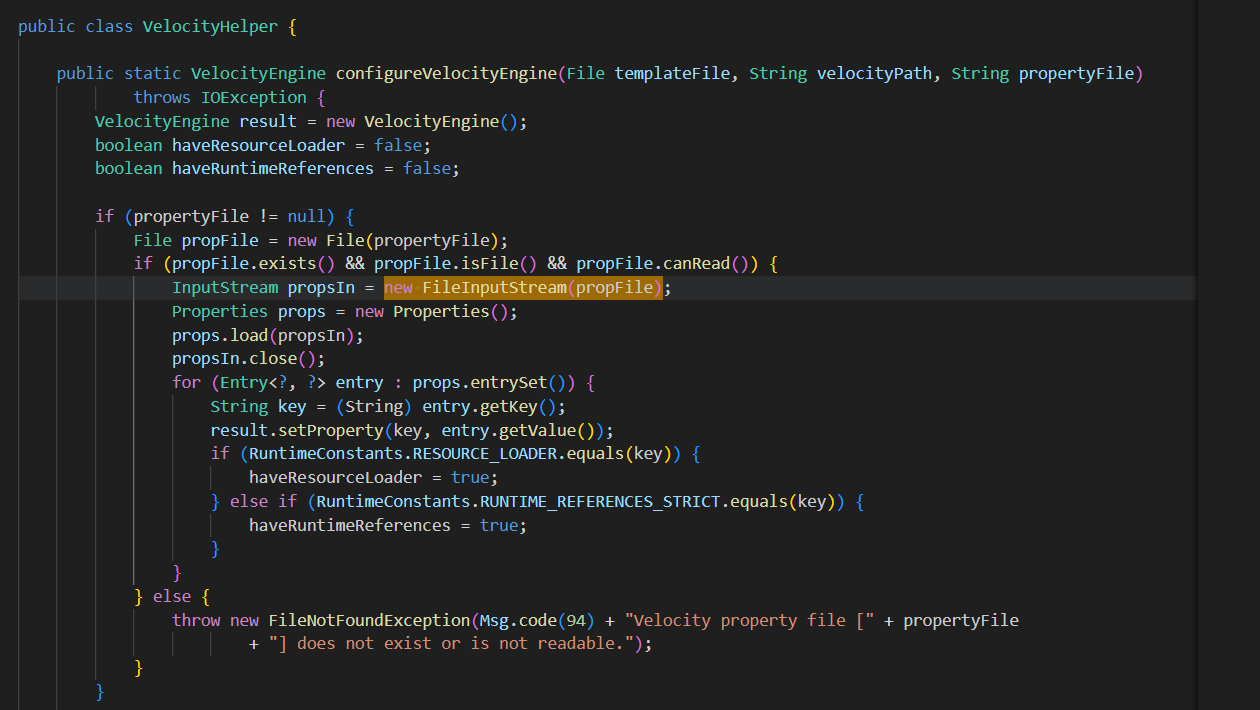 public class VelocityHelper {
public static VelocityEngine configureVelocityEngine(File templateFile, String velocityPath, String propertyFile)
throws IOException {
VelocityEngine result = new VelocityEngine();
boolean haveResourceLoader = false;
boolean haveRuntimeReferences = false;
if (propertyFile != null) {
File propFile = new File(propertyFile);
if (propFile.exists() && propFile.isFile() && propFile.canRead()) {
InputStream propsIn = new FileInputStream(propFile);
Properties props = new Properties();
props.load(propsIn);
propsIn.close();
for (Entry<?, ?> entry : props.entrySet()) {
String key = (String) entry.getKey();
result.setProperty(key, entry.getValue());
if (RuntimeConstants.RESOURCE_LOADER.equals(key)) {
haveResourceLoader = true;
} else if (RuntimeConstants.RUNTIME_REFERENCES_STRICT.equals(key)) {
haveRuntimeReferences = true;
}
}
} else {
throw new FileNotFoundException(Msg.code(94) + "Velocity property file [" + propertyFile
+ "] does not exist or is not readable.");
}
}